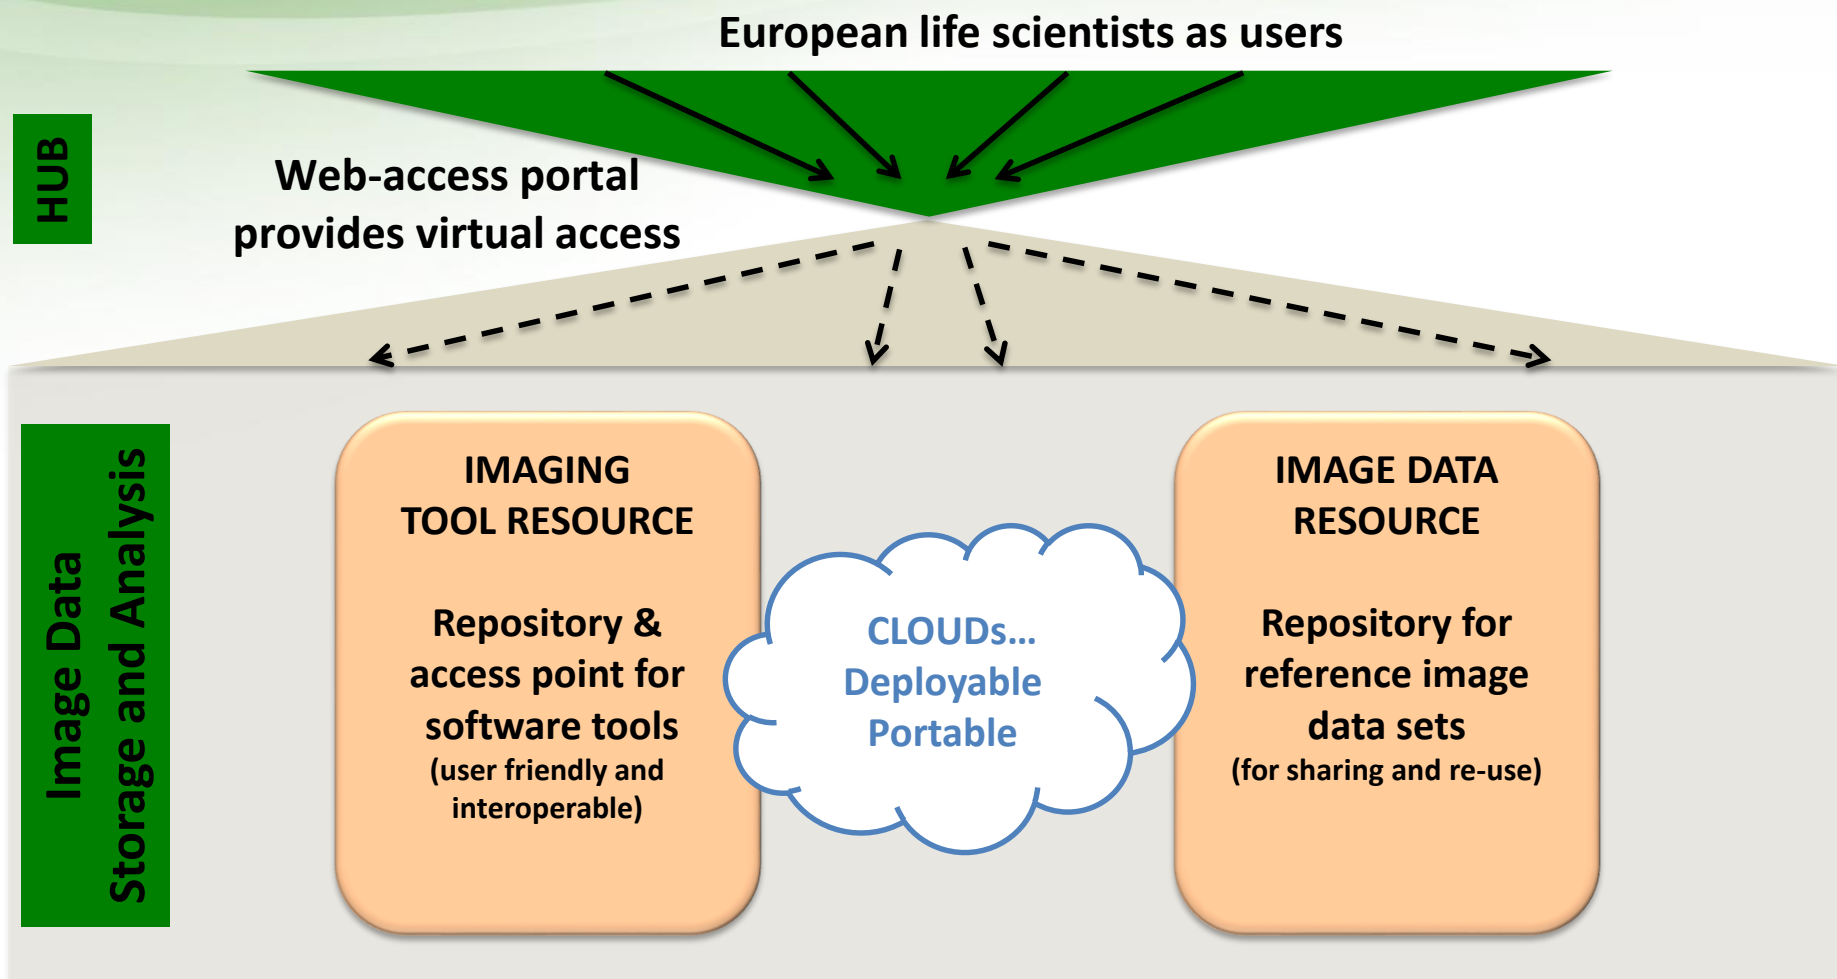 European life scientists as users
HUB
Web-access portal
provides virtual access
Image Data
Storage and Analysis
IMAGING
TOOL RESOURCE
Repository &
access point for
software tools
(user friendly and
interoperable)
CLOUDs...
Deployable
Portable
IMAGE DATA
RESOURCE
Repository for
reference image
data sets
(for sharing and re-use)